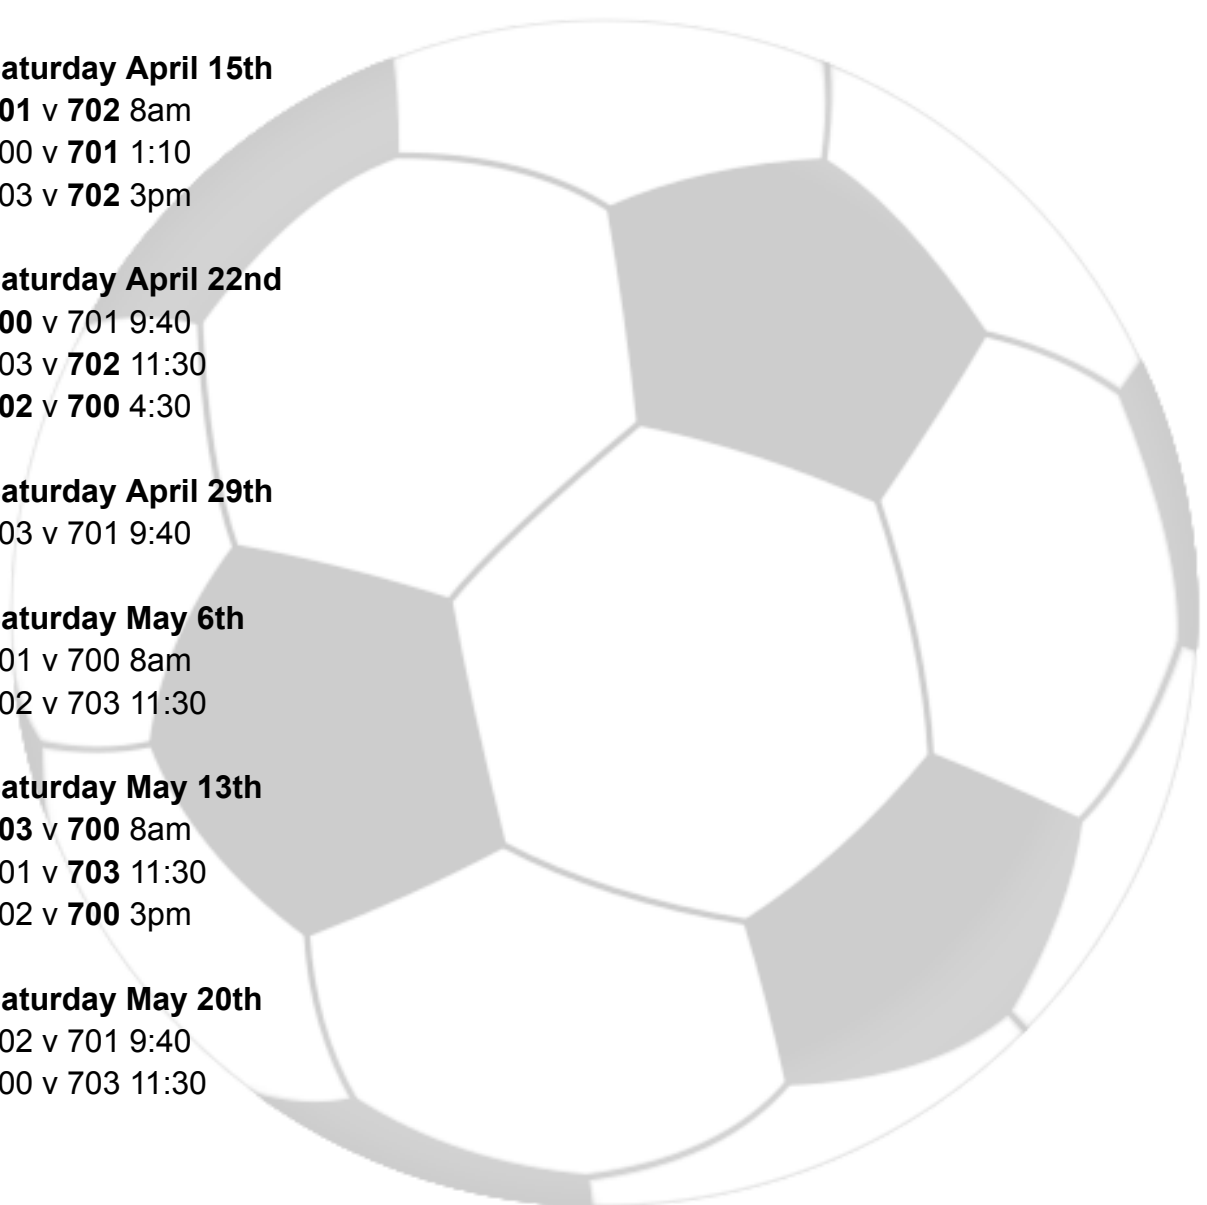 aturday April 15th
01 v 702 8am
00 v 701 1:10
03 v 702 3pm
aturday April 22nd
00 v 701 9:40
03 v 702 11:30
02 v 700 4:30
aturday April 29th
03 v 701 9:40
aturday May 6th
01 v 700 8am
02 v 703 11:30
aturday May 13th
03 v 700 8am
01 v 703 11:30
02 v 700 3pm
aturday May 20th
02 v 701 9:40
00 v 703 11:30